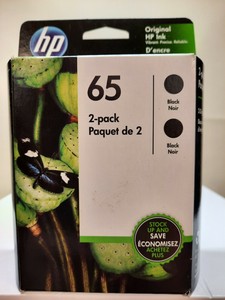 hp
Original
HP Ink
D'encre
65
2-pack
Paquet de 2
Black
Noir
Black
Noir
STOCK
UP AND
SAVE
ÉCONOMISEZ
ACHETEZ
PLUS